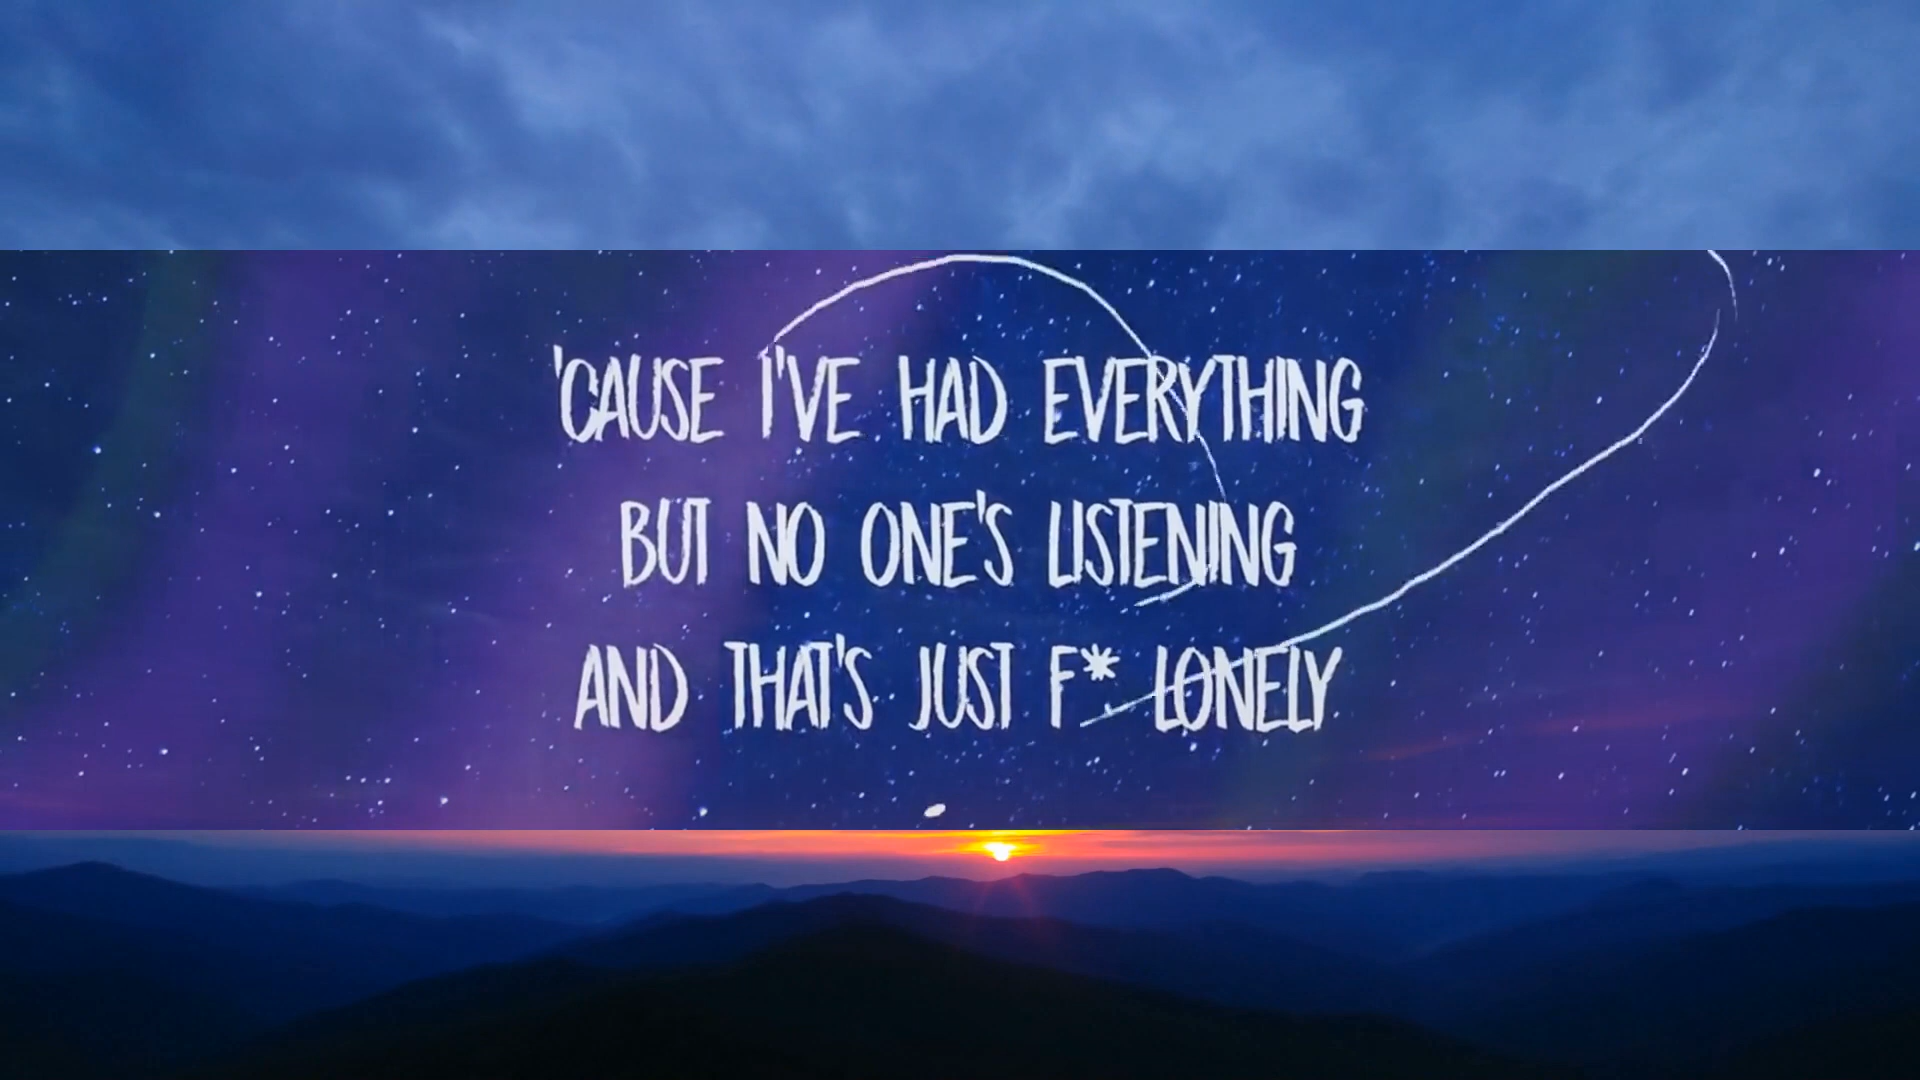 'CAUSE I'VE HAD EVERYTHING
BUT NO ONE'S LISTENING
AND THAT'S JUST F* LONELY